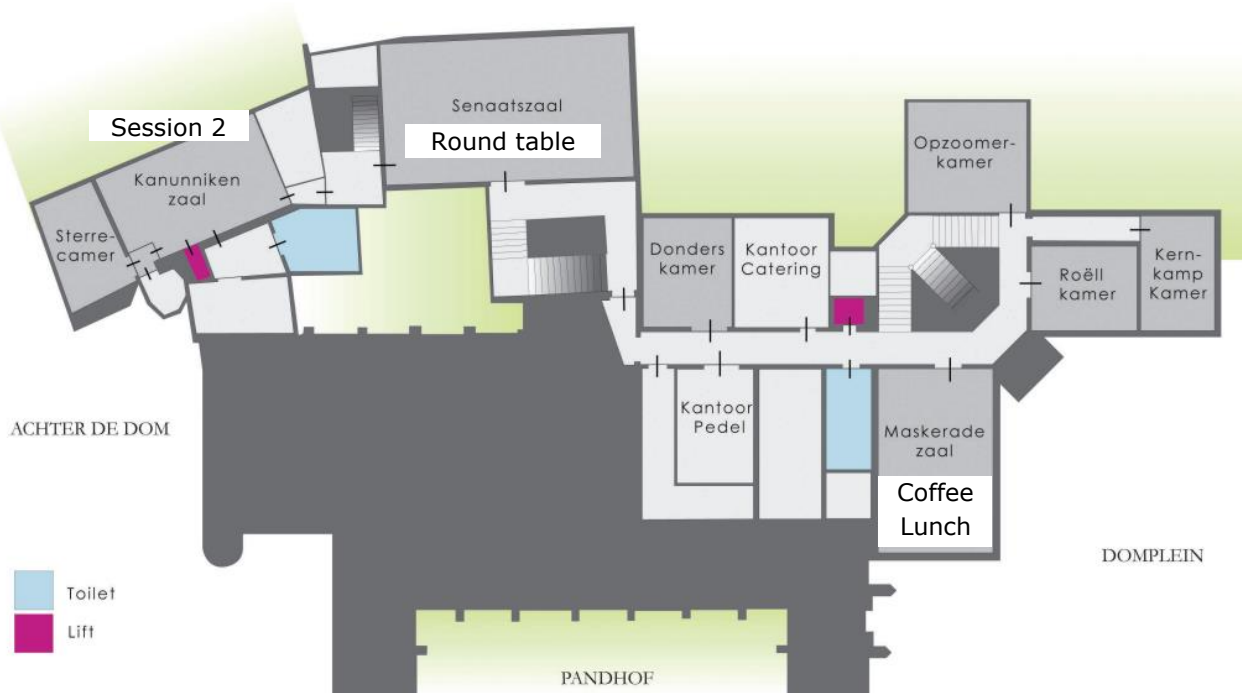 Session 2
Senaatszaal
Round table
Kanunniken
zaal
Sterre-
camer
Opzoomer-
kamer
Donders
kamer
Kantoor
Catering
Roëll
kamer
Kern-
kamp
Kamer
Kantoor
Pedel
Maskerade
zaal
Coffee
Lunch
ACHTER DE DOM
DOMPLEIN
Toilet
Lift
PANDHOF